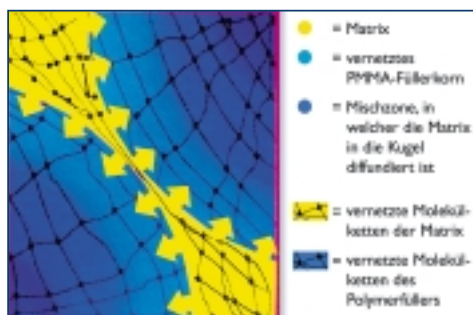 = Matrix
= vernetztes
PMMA-Füllerkorn
= Mischzone, in
welcher die Matrix
in die Kugel
diffundiert ist
= vernetzte Molekül-
ketten der Matrix
= vernetzte Molekül-
ketten des
Polymerfüllers